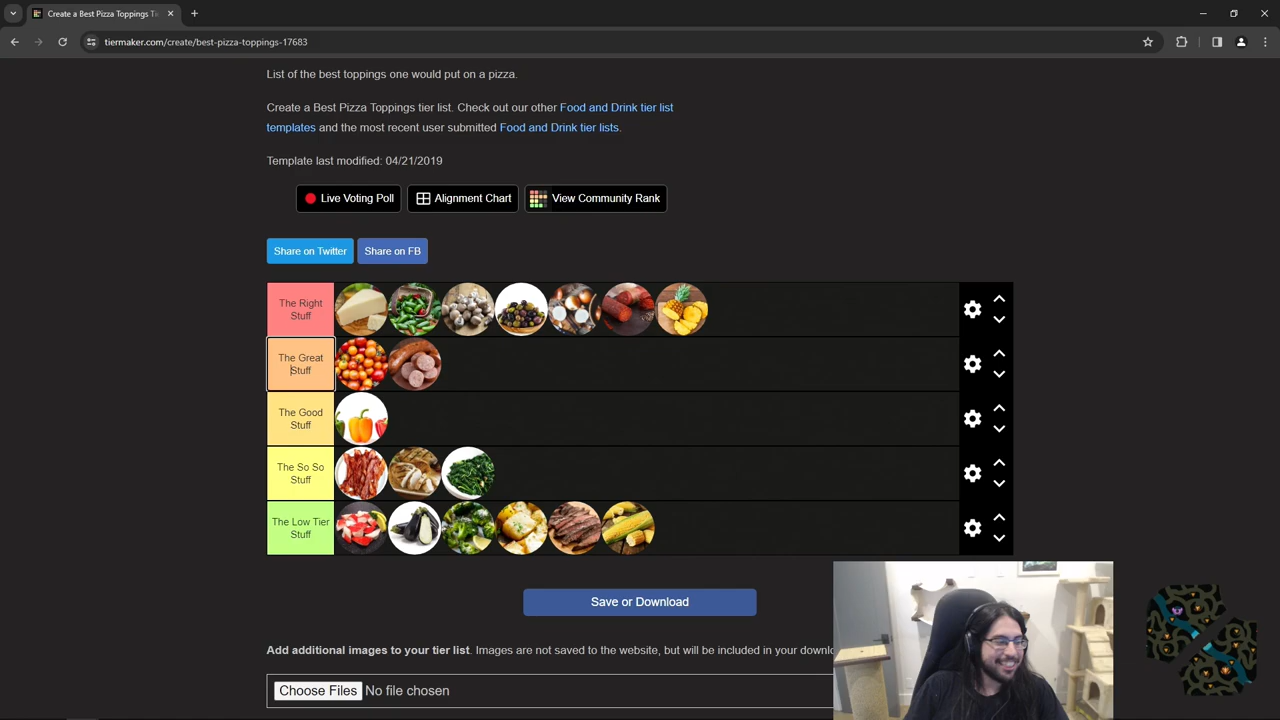 Create a Best Pizza Toppings Ti
tiermaker.com/create/best-pizza-toppings-17683
List of the best toppings one would put on a pizza.
Create a Best Pizza Toppings tier list. Check out our other Food and Drink tier list
templates and the most recent user submitted Food and Drink tier lists.
Template last modified: 04/21/2019
Live Voting Poll
Alignment Chart
View Community Rank
Share on Twitter
Share on FB
The Right
Stuff
The Great
Stuff
The Good
Stuff
The So So
Stuff
The Low Tier
Stuff
Save or Download
Add additional images to your tier list. Images are not saved to the website, but will be included in your downlo
Choose Files No file chosen